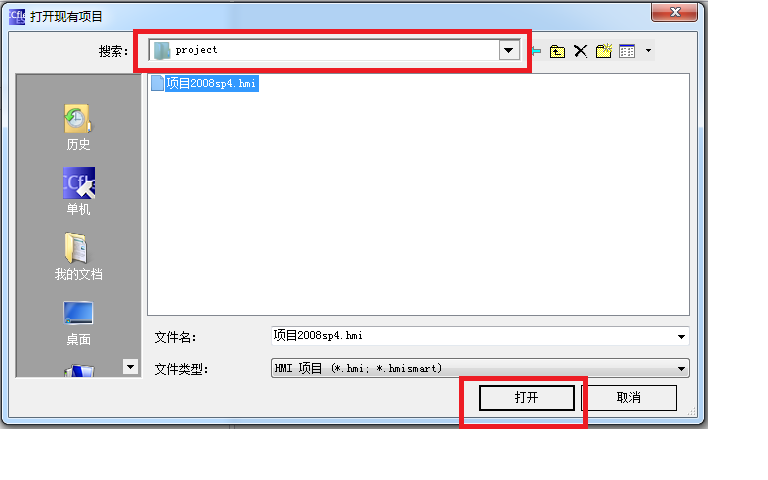 打开现有项目
搜索:
project
项目2008sp4.hmi
历史
单机
我的文档
桌面
文件名:
项目2008sp4.hmi
文件类型:
HMI 项目 (*.hmi; *.hmismart)
打开
取消